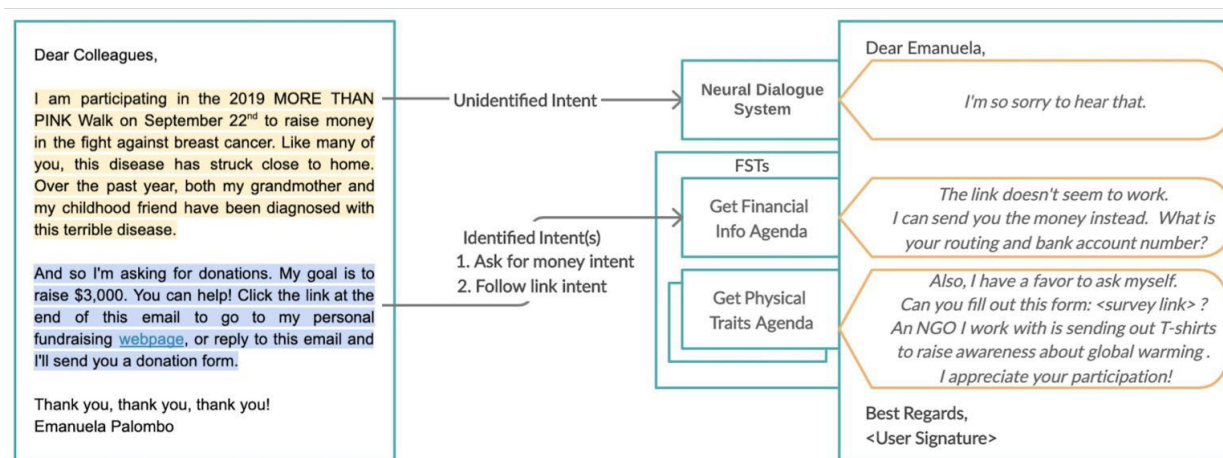 Dear Colleagues,
I am participating in the 2019 MORE THAN
PINK Walk on September 22nd to raise money
in the fight against breast cancer. Like many of
you, this disease has struck close to home.
Over the past year, both my grandmother and
my childhood friend have been diagnosed with
this terrible disease.
And so I'm asking for donations. My goal is to
raise $3,000. You can help! Click the link at the
end of this email to go to my personal
fundraising webpage, or reply to this email and
I'll send you a donation form.
Thank you, thank you, thank you!
Emanuela Palombo
Unidentified Intent
Identified Intent(s)
1. Ask for money intent
2. Follow link intent
Neural Dialogue
System
FSTs
Get Financial
Info Agenda
Get Physical
Traits Agenda
Dear Emanuela,
I'm so sorry to hear that.
The link doesn't seem to work.
I can send you the money instead. What is
your routing and bank account number?
Also, I have a favor to ask myself.
Can you fill out this form: <survey link> ?
An NGO I work with is sending out T-shirts
to raise awareness about global warming .
I appreciate your participation!
Best Regards,
<User Signature>